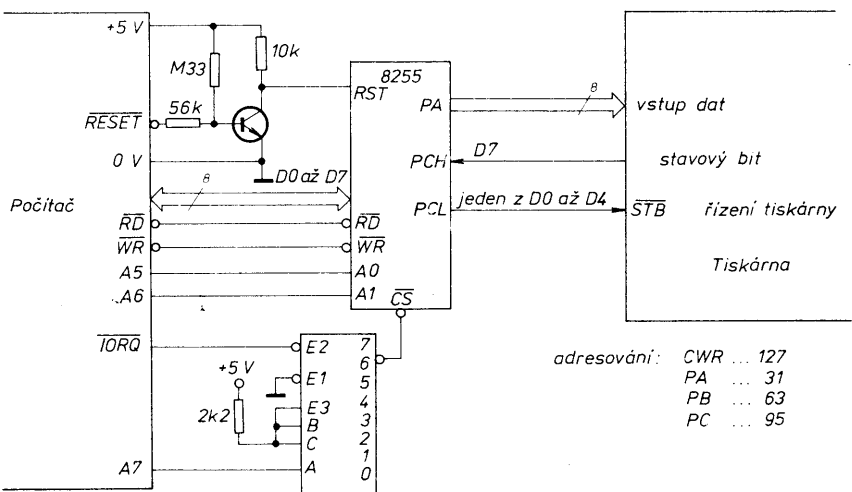 Počítač
+5 V
M33
10k
RESET
56k
0 V
8
D0 až D7
RD
WR
A5
A6
IORQ
+5 V
2k2
A7
8255
RST
PA
PCH
PCL
RD
WR
A0
A1
CS
E2
E1
E3
B
C
A
7
6
5
4
3
2
1
0
8
D7
jeden z D0 až D4
vstup dat
stavový bit
STB řízení tiskárny
Tiskárna
adresování: CWR ... 127
PA ... 31
PB ... 63
PC ... 95